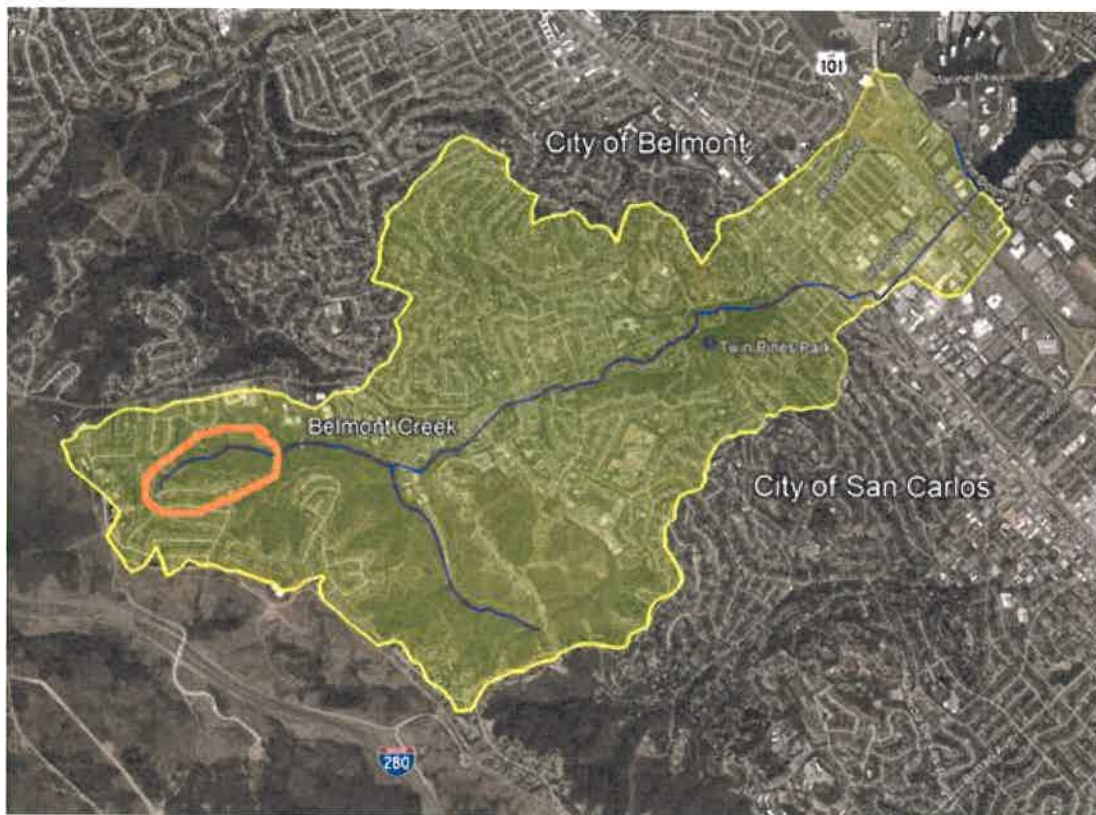 101
City of Belmont
Twin Pines Park
Belmont Creek
City of San Carlos
280